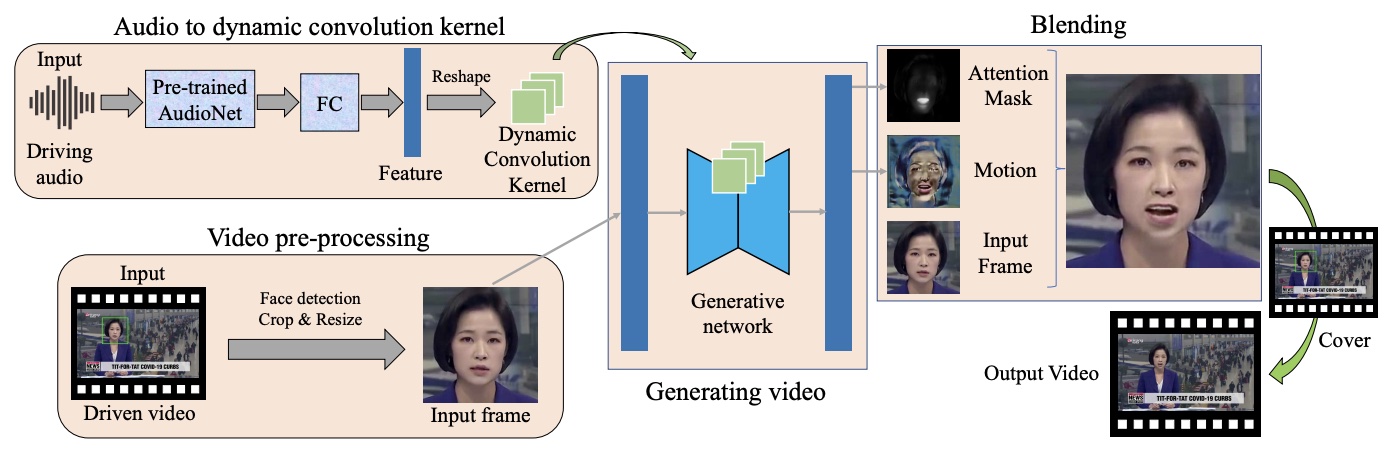 Audio to dynamic convolution kernel
Input
Driving
audio
Pre-trained
AudioNet
FC
Feature
Reshape
Dynamic
Convolution
Kernel
Video pre-processing
Input
TIT-FOR-TAT COVID-19 CURBS
NEWS
Driven video
Face detection
Crop & Resize
Input frame
Generative
network
Generating video
Blending
Attention
Mask
Motion
Input
Frame
TIT-FOR-TAT COVID-19 CURBS
NEWS
Cover
Output Video
TIT-FOR-TAT COVID-19 CURBS
NEWS